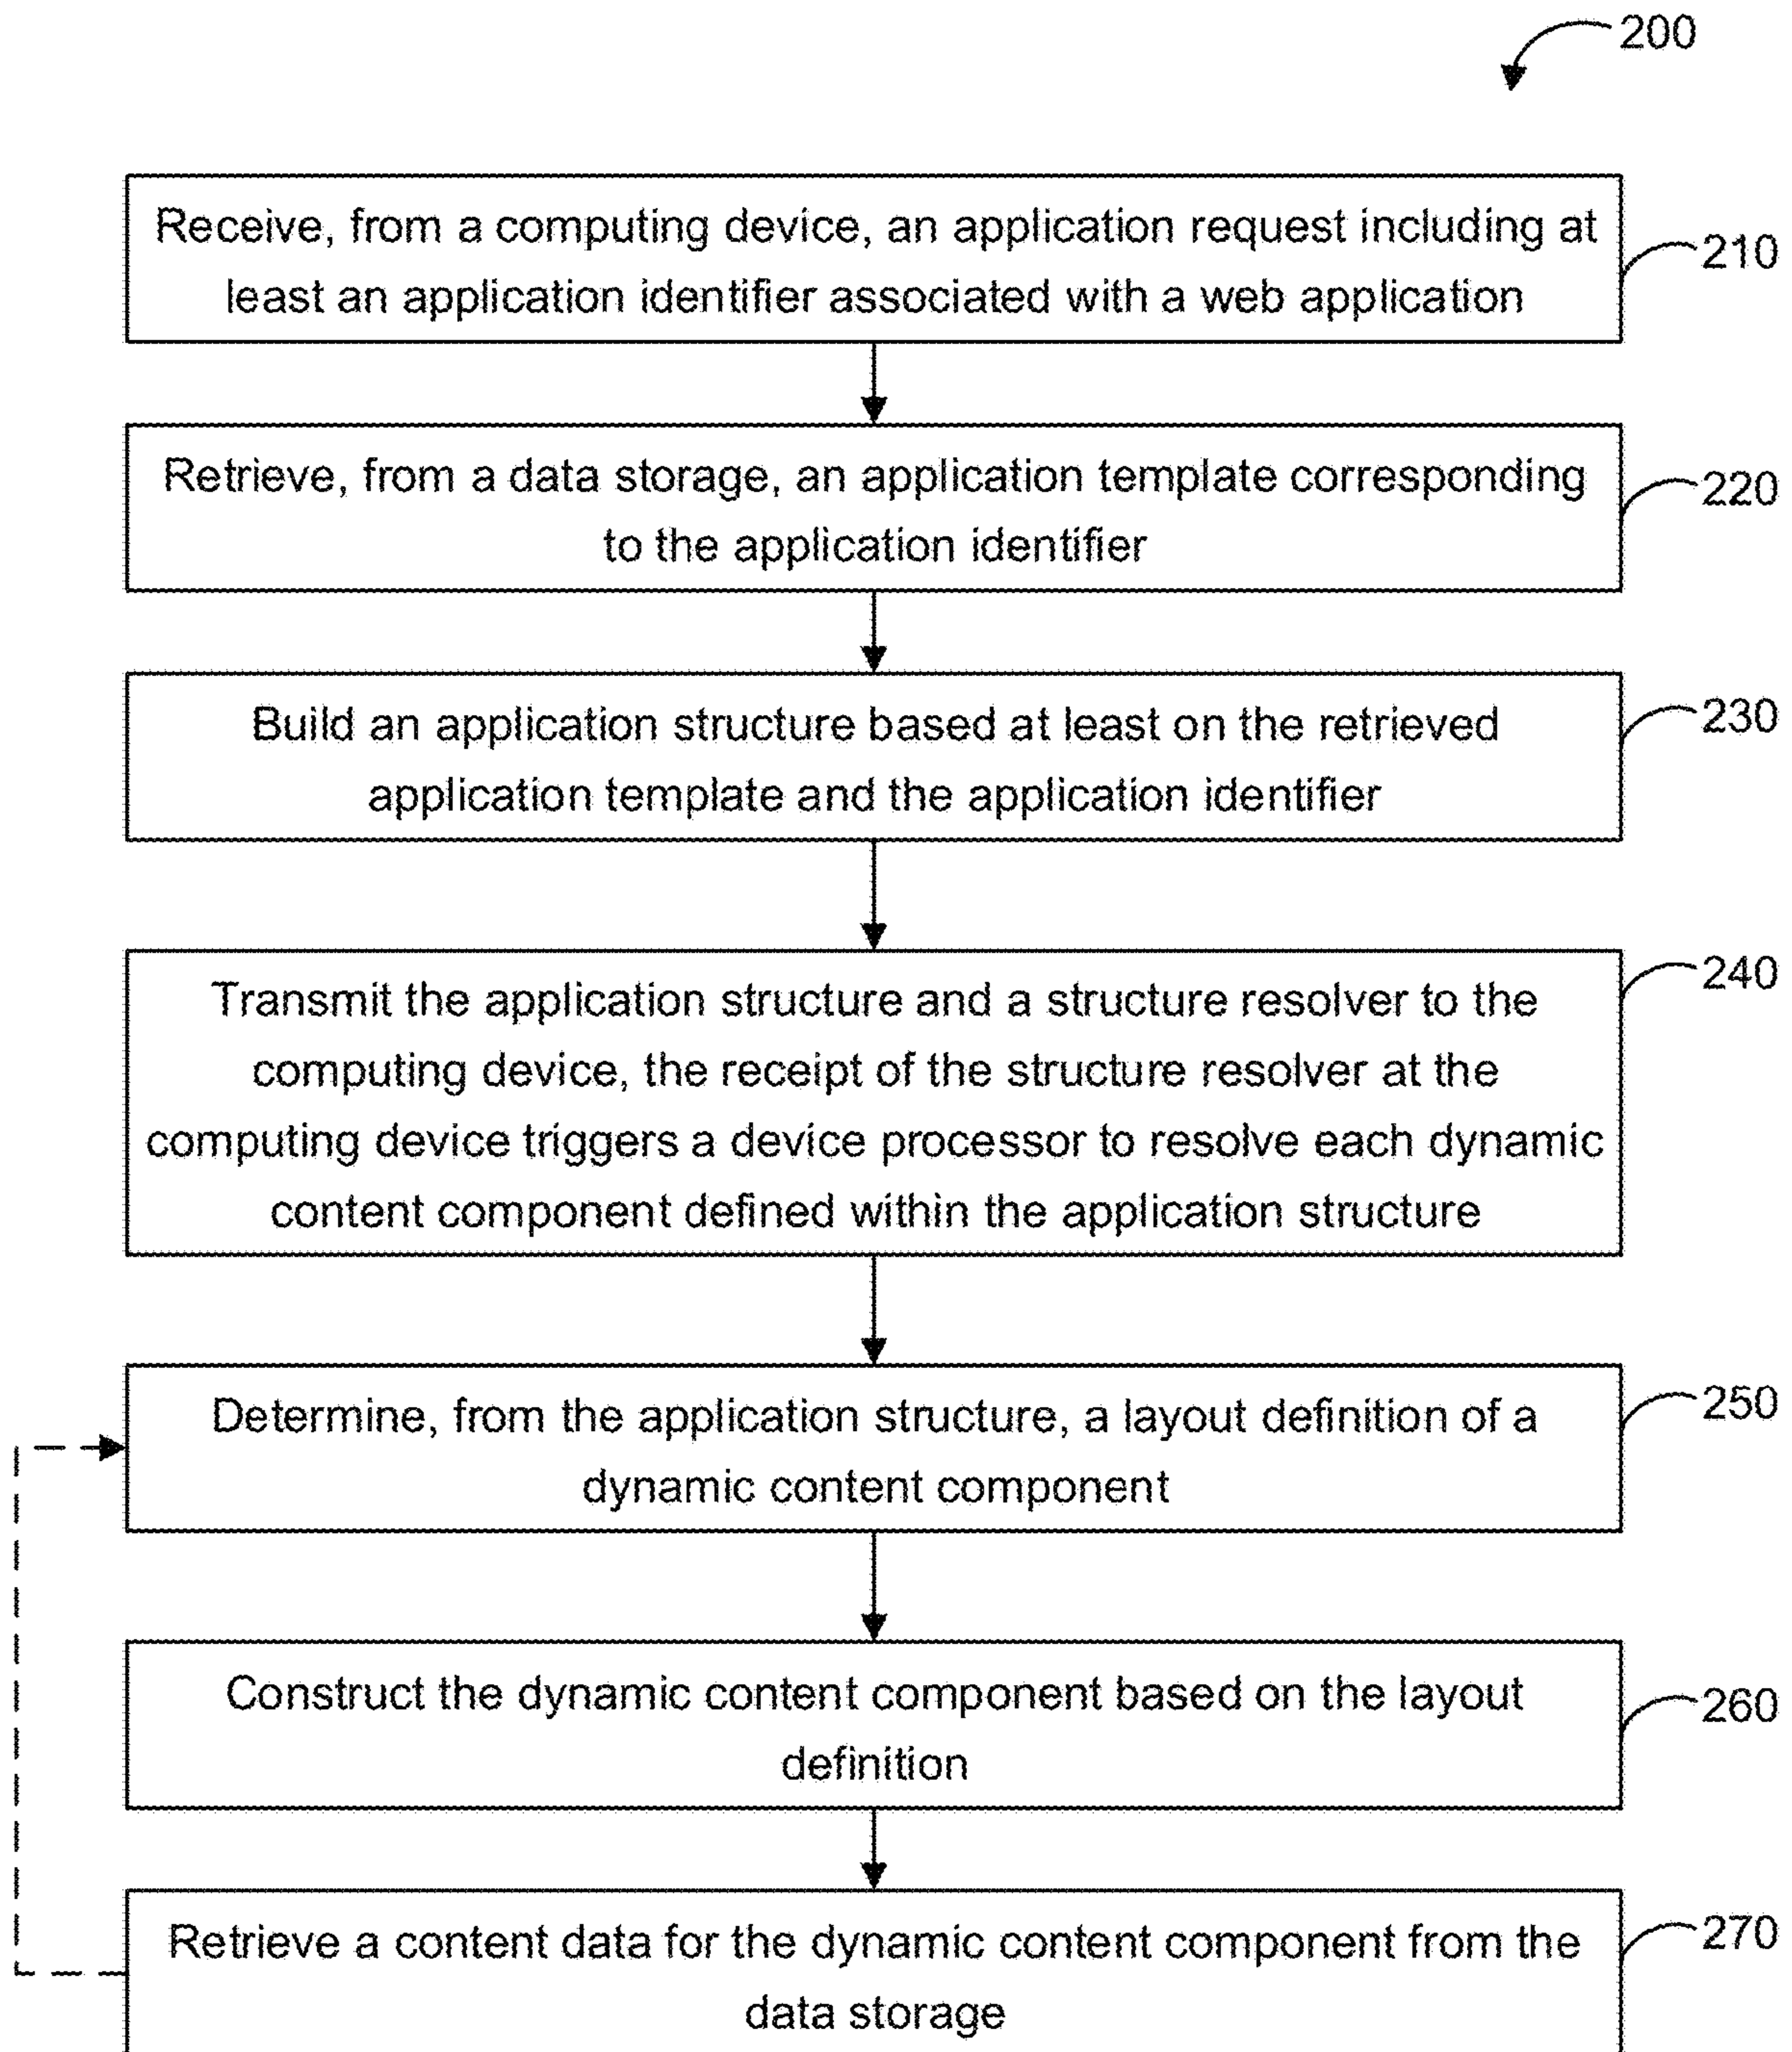 200
Receive, from a computing device, an application request including at
least an application identifier associated with a web application
210
Retrieve, from a data storage, an application template corresponding
to the application identifier
220
Build an application structure based at least on the retrieved
application template and the application identifier
230
Transmit the application structure and a structure resolver to the
computing device, the receipt of the structure resolver at the
computing device triggers a device processor to resolve each dynamic
content component defined within the application structure
240
Determine, from the application structure, a layout definition of a
dynamic content component
250
Construct the dynamic content component based on the layout
definition
260
Retrieve a content data for the dynamic content component from the
data storage
270